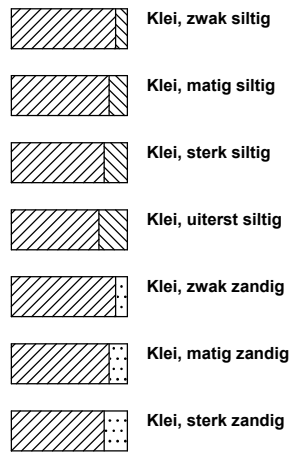 Klei, zwak siltig
Klei, matig siltig
Klei, sterk siltig
Klei, uiterst siltig
Klei, zwak zandig
Klei, matig zandig
Klei, sterk zandig